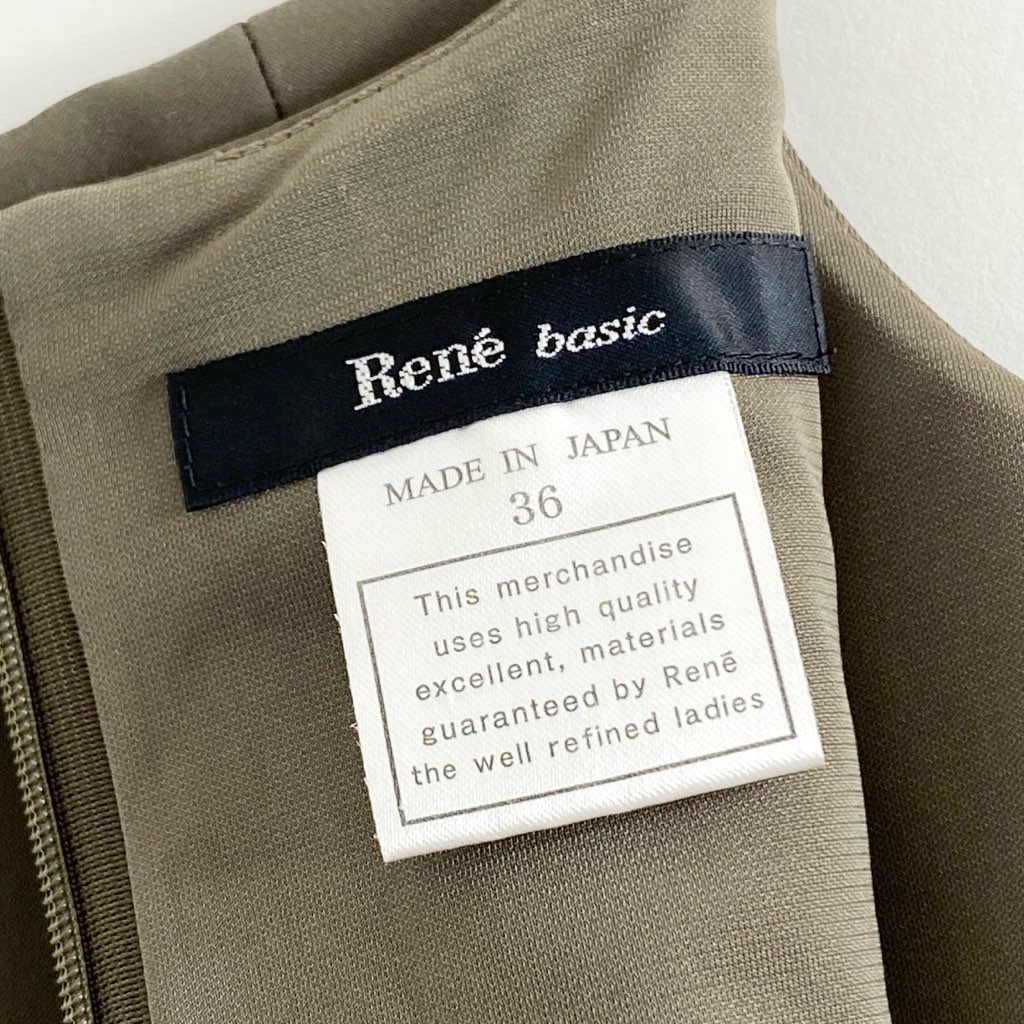 René basic
MADE IN JAPAN
36
This merchandise
uses high quality
excellent, materials
guaranteed by René
the well refined ladies